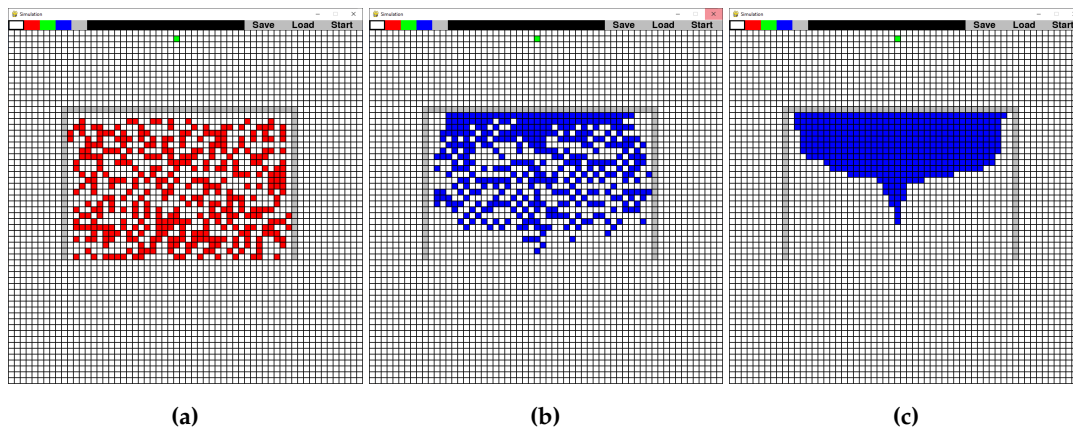 Simulation
Save Load Start
Simulation
Save Load Start
Simulation
Save Load Start
(a)
(b)
(c)